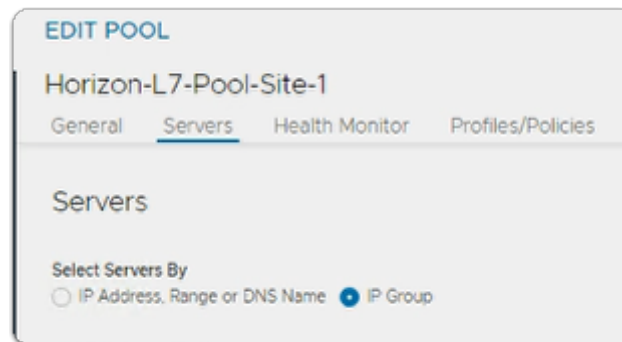 EDIT POOL
Horizon-L7-Pool-Site-1
General Servers Health Monitor Profiles/Policies
Servers
Select Servers By
IP Address, Range or DNS Name IP Group